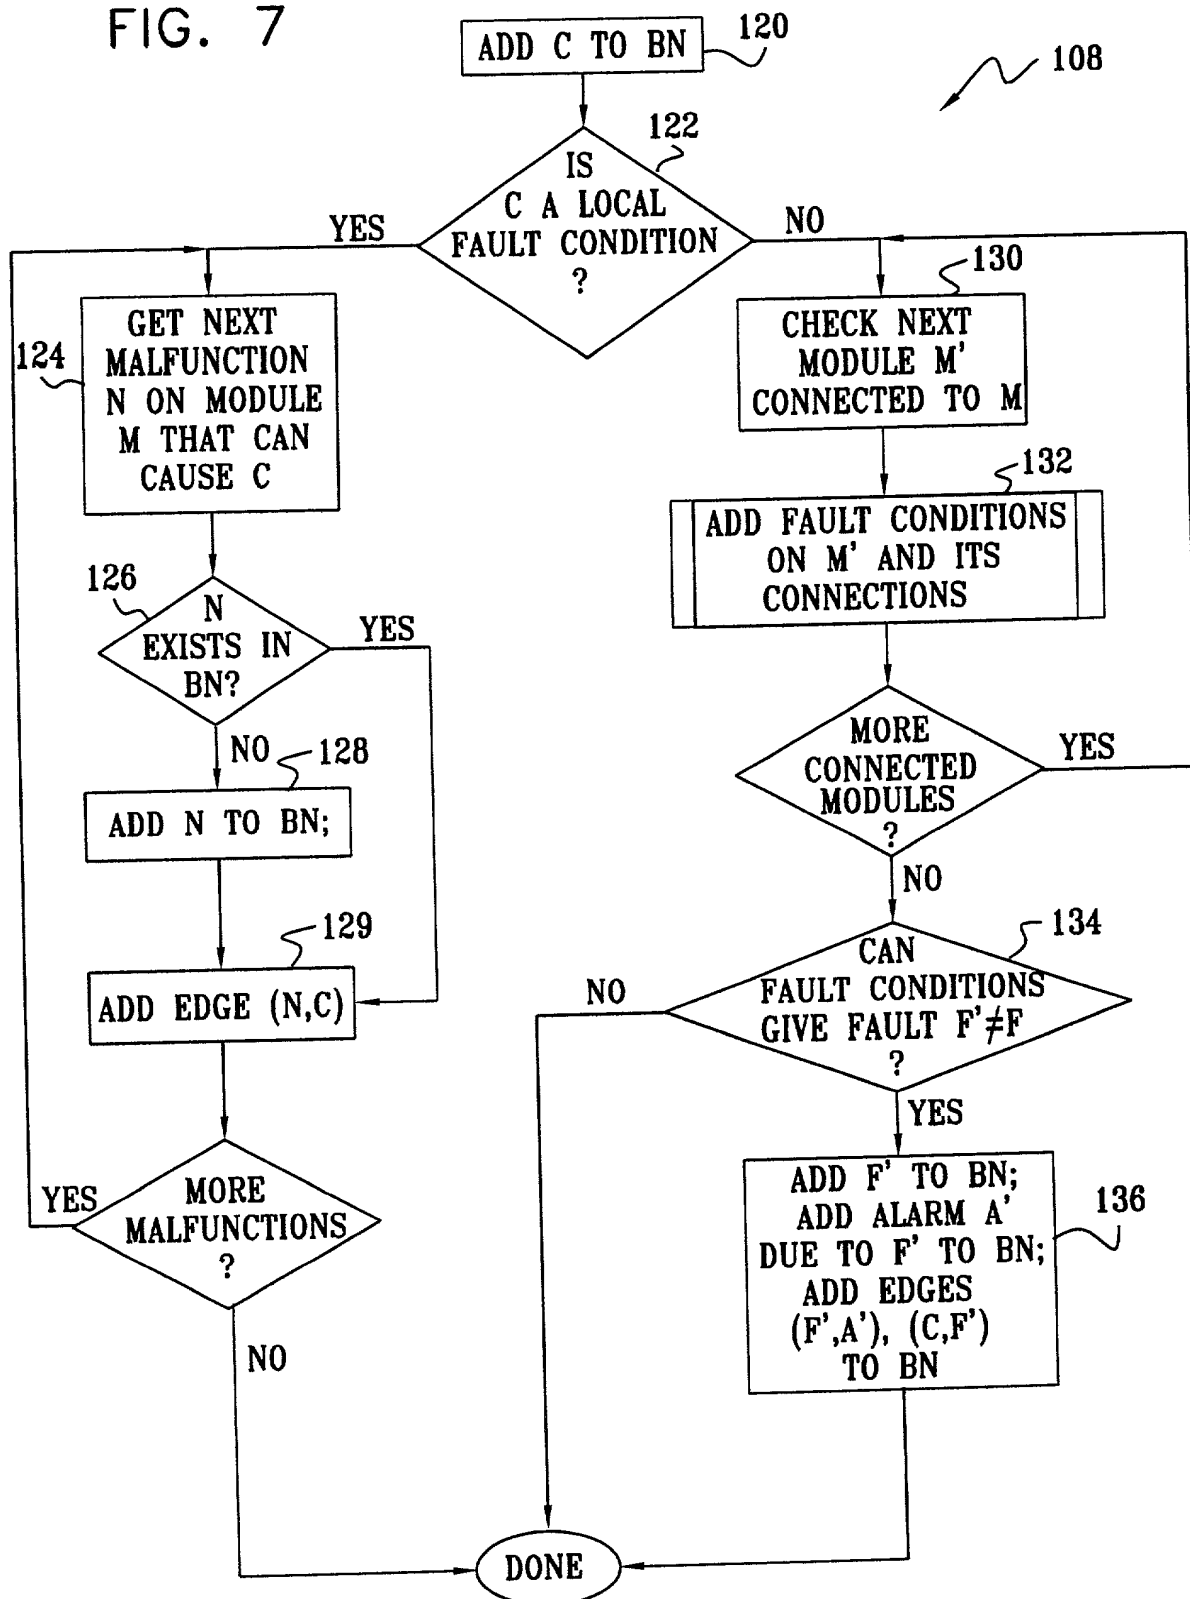 FIG. 7
ADD C TO BN
120
108
122
IS
C A LOCAL
FAULT CONDITION
?
YES
NO
124
GET NEXT
MALFUNCTION
N ON MODULE
M THAT CAN
CAUSE C
126
N
EXISTS IN
BN?
YES
NO
128
ADD N TO BN;
129
ADD EDGE (N,C)
MORE
MALFUNCTIONS
?
YES
NO
130
CHECK NEXT
MODULE M'
CONNECTED TO M
132
ADD FAULT CONDITIONS
ON M' AND ITS
CONNECTIONS
MORE
CONNECTED
MODULES
?
YES
NO
134
CAN
FAULT CONDITIONS
GIVE FAULT F'≠F
?
NO
YES
136
ADD F' TO BN;
ADD ALARM A'
DUE TO F' TO BN;
ADD EDGES
(F',A'), (C,F')
TO BN
DONE